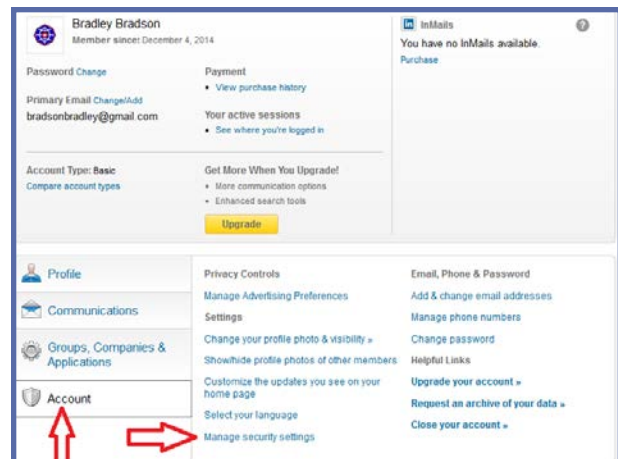 Bradley Bradson
Member since: December 4, 2014
Password Change
Primary Email Change/Add
bradsonbradley@gmail.com
Payment
• View purchase history
Your active sessions
• See where you're logged in
Account Type: Basic
Compare account types
Get More When You Upgrade!
• More communication options
• Enhanced search tools
Upgrade
in InMails ?
You have no InMails available.
Purchase
Profile
Communications
Groups, Companies &
Applications
Account
Privacy Controls
Manage Advertising Preferences
Settings
Change your profile photo & visibility »
Show/hide profile photos of other members
Customize the updates you see on your
home page
Select your language
Manage security settings
Email, Phone & Password
Add & change email addresses
Manage phone numbers
Change password
Helpful Links
Upgrade your account »
Request an archive of your data »
Close your account »